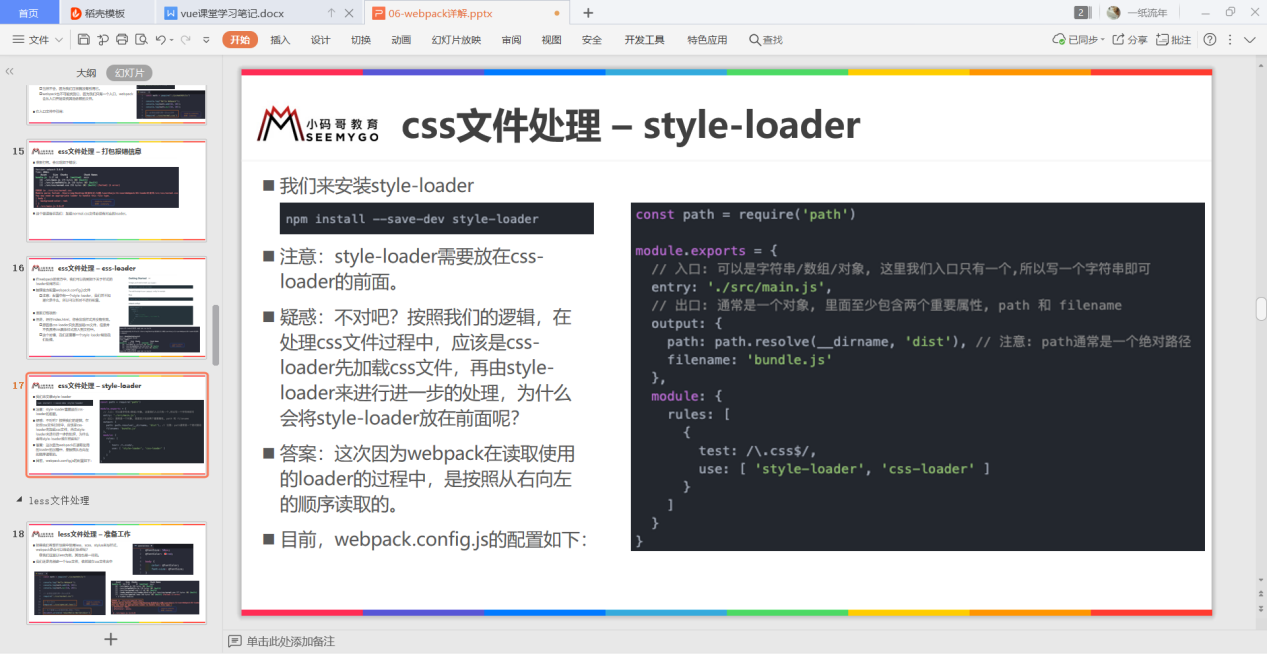 首页
稻壳模板
vue课堂学习笔记.docx
06-webpack详解.pptx
2
一纸流年
文件
开始
插入
设计
切换
动画
幻灯片放映
审阅
视图
安全
开发工具
特色应用
查找
已同步
分享
批注
大纲
幻灯片
15
css文件处理 – 打包报错信息
16
css文件处理 – css-loader
17
css文件处理 – style-loader
less文件处理
18
less文件处理 – 准备工作
小码哥教育
SEEMYGO
css文件处理 – style-loader
我们来安装style-loader
npm install --save-dev style-loader
注意：style-loader需要放在css-
loader的前面。
疑惑：不对吧？按照我们的逻辑，在
处理css文件过程中，应该是css-
loader先加载css文件，再由style-
loader来进行进一步的处理，为什么
会将style-loader放在前面呢？
答案：这次因为webpack在读取使用
的loader的过程中，是按照从右向左
的顺序读取的。
目前，webpack.config.js的配置如下：
const path = require('path')
module.exports = {
// 入口: 可以是字符串/数组/对象, 这里我们入口只有一个,所以写一个字符串即可
entry: './src/main.js',
// 出口: 通常是一个对象, 里面至少包含两个重要属性, path 和 filename
output: {
path: path.resolve(__dirname, 'dist'), // 注意: path通常是一个绝对路径
filename: 'bundle.js'
},
module: {
rules: [
{
test: /\.css$/,
use: [ 'style-loader', 'css-loader' ]
}
]
}
}
单击此处添加备注